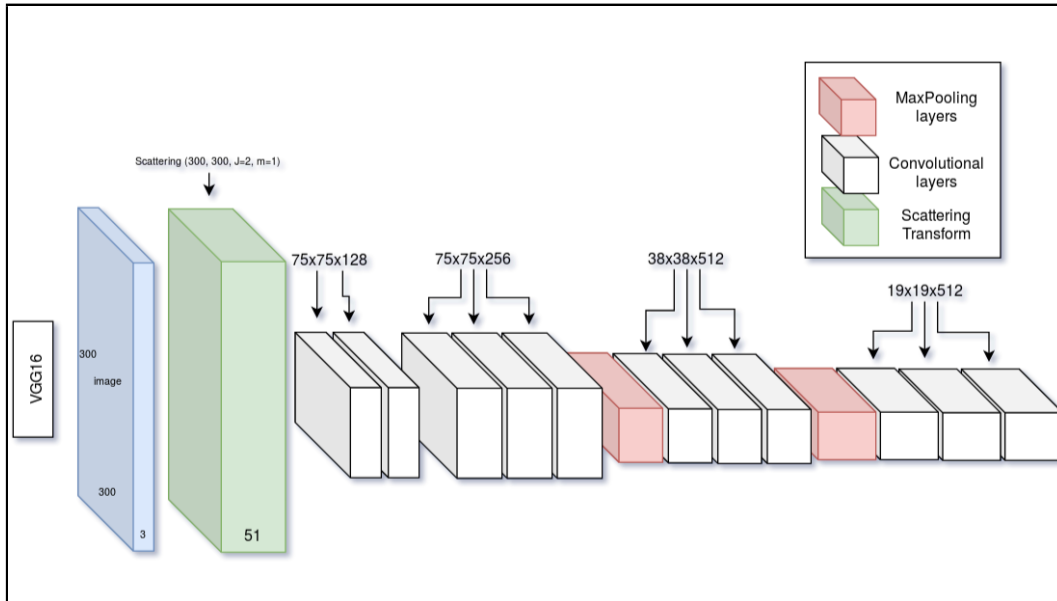 MaxPooling
layers
Convolutional
layers
Scattering
Transform
Scattering (300, 300, J=2, m=1)
75x75x128
75x75x256
38x38x512
19x19x512
VGG16
300
image
300
3
51